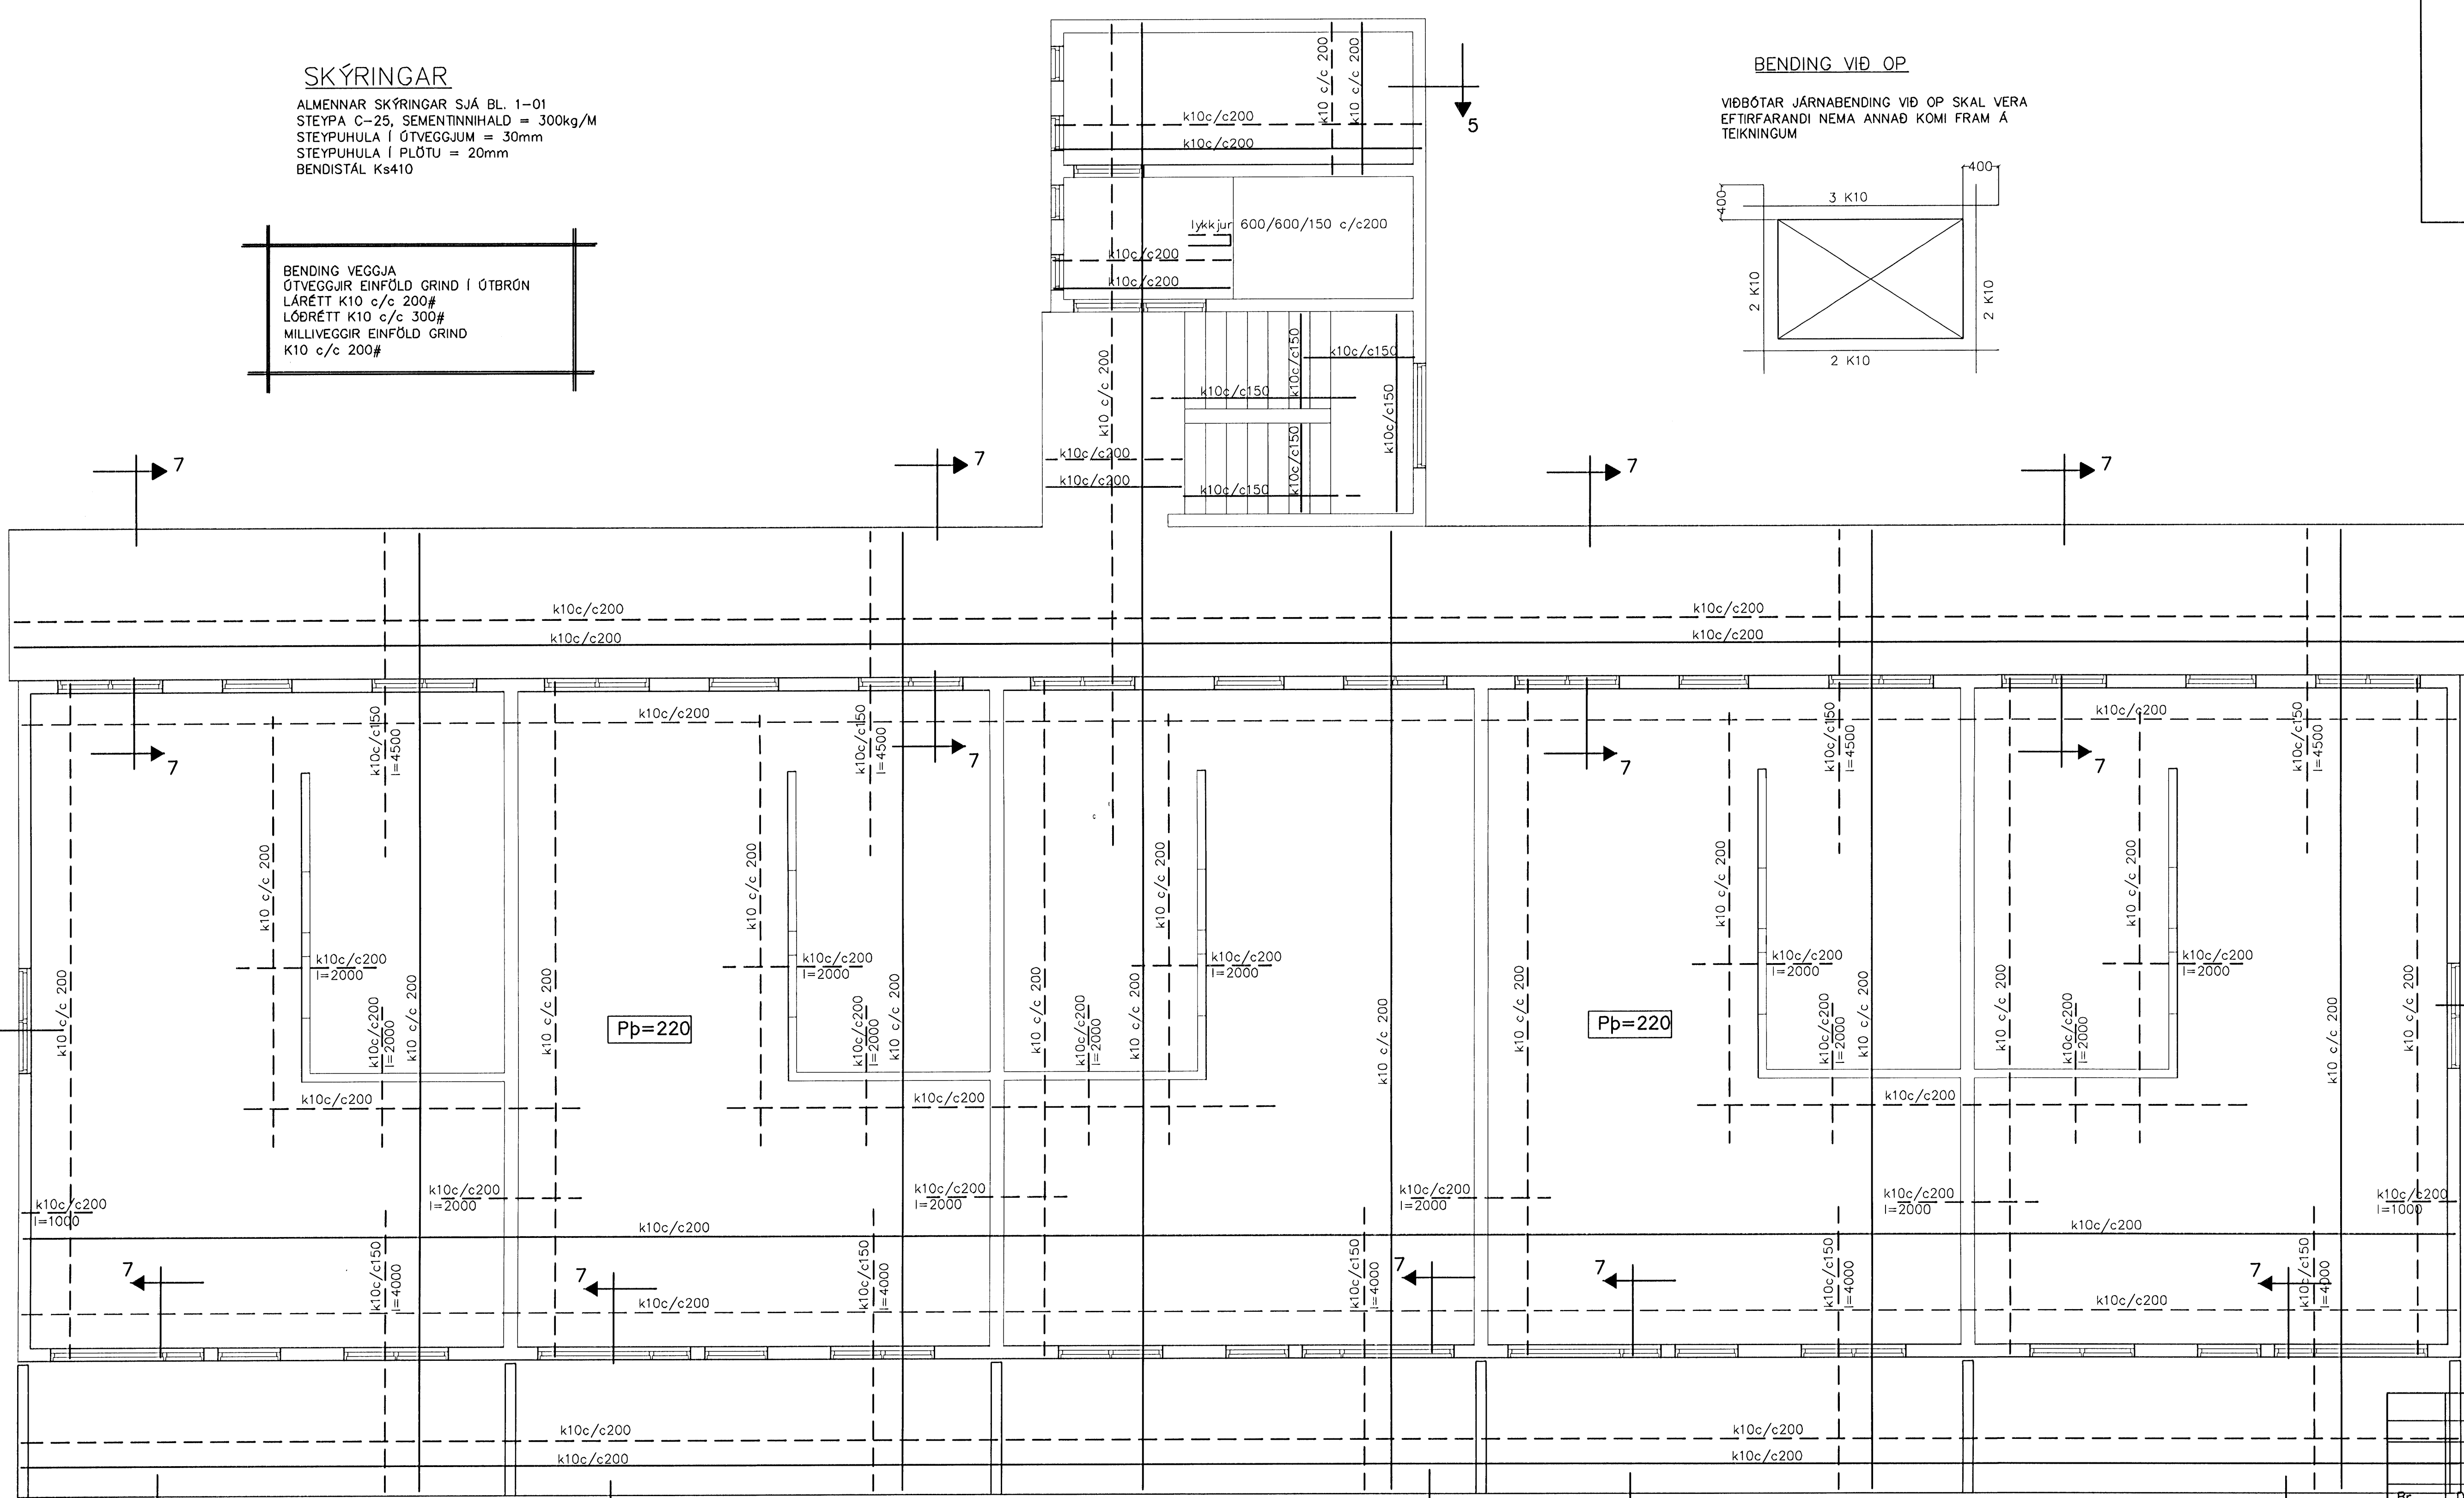 SKÝRINGAR
ALMENNAR SKÝRINGAR SJÁ BL. 1-01
STEYPA C-25, SEMENTINNIHALD = 300kg/M
STEYPUHULA Í ÚTVEGGJUM = 30mm
STEYPUHULA Í PLÖTU = 20mm
BENDISTÁL Ks410
BENDING VEGGJA
ÚTVEGGJIR EINFÖLD GRIND Í ÚTBRÚN
LÁRÉTT K10 c/c 200#
LÓÐRÉTT K10 c/c 300#
MILLIVEGGIR EINFÖLD GRIND
K10 c/c 200#
k10 c/c 200
k10 c/c 200
k10c/c200
k10c/c200
5
lykkjur 600/600/150 c/c200
k10c/c200
k10c/c200
BENDING VIÐ OP
VIÐBÓTAR JÁRNABENDING VIÐ OP SKAL VERA
EFTIRFARANDI NEMA ANNAÐ KOMI FRAM Á
TEIKNINGUM
400
400
3 K10
2 K10
2 K10
2 K10
k10 c/c 200
k10c/c150
k10c/c150
k10c/c150
k10c/c150
k10c/c150
k10c/c200
k10c/c200
k10c/c150
7
7
7
7
k10c/c200
k10c/c200
k10c/c200
k10c/c200
k10c/c200
k10c/c200
k10c/c150
l=4500
k10c/c150
l=4500
k10c/c150
l=4500
k10c/c150
l=4500
7
7
7
7
k10 c/c 200
k10 c/c 200
k10 c/c 200
k10 c/c 200
k10 c/c 200
k10c/c200
l=2000
k10c/c200
l=2000
k10c/c200
l=2000
k10c/c200
l=2000
k10c/c200
l=2000
k10 c/c 200
k10c/c200
l=2000
k10 c/c 200
k10 c/c 200
Pþ=220
k10c/c200
l=2000
k10 c/c 200
k10 c/c 200
k10c/c200
l=2000
k10 c/c 200
k10 c/c 200
k10 c/c 200
Pþ=220
k10c/c200
l=2000
k10 c/c 200
k10 c/c 200
k10c/c200
l=2000
k10 c/c 200
k10 c/c 200
k10c/c200
k10c/c200
k10c/c200
k10c/c200
l=1000
k10c/c200
l=2000
k10c/c200
l=2000
k10c/c200
l=2000
k10c/c200
l=2000
k10c/c200
l=1000
k10c/c200
k10c/c200
7
k10c/c150
l=4000
7
k10c/c150
l=4000
k10c/c150
l=4000
7
7
k10c/c150
l=4000
7
k10c/c150
l=4000
k10c/c200
k10c/c200
k10c/c200
k10c/c200
k10c/c200
k10c/c200